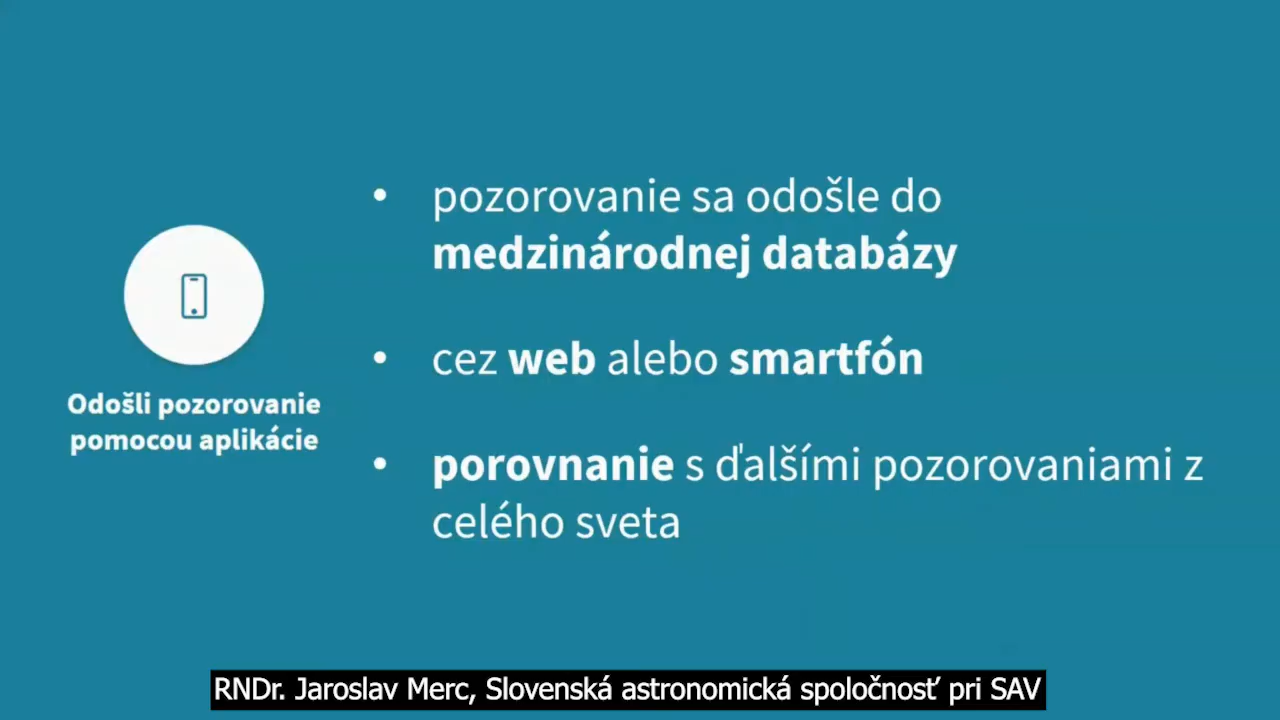 Odošli pozorovanie
pomocou aplikácie
• pozorovanie sa odošle do
medzinárodnej databázy
• cez web alebo smartfón
• porovnanie s ďalšími pozorovaniami z
celého sveta
RNDr. Jaroslav Merc, Slovenská astronomická spoločnosť pri SAV